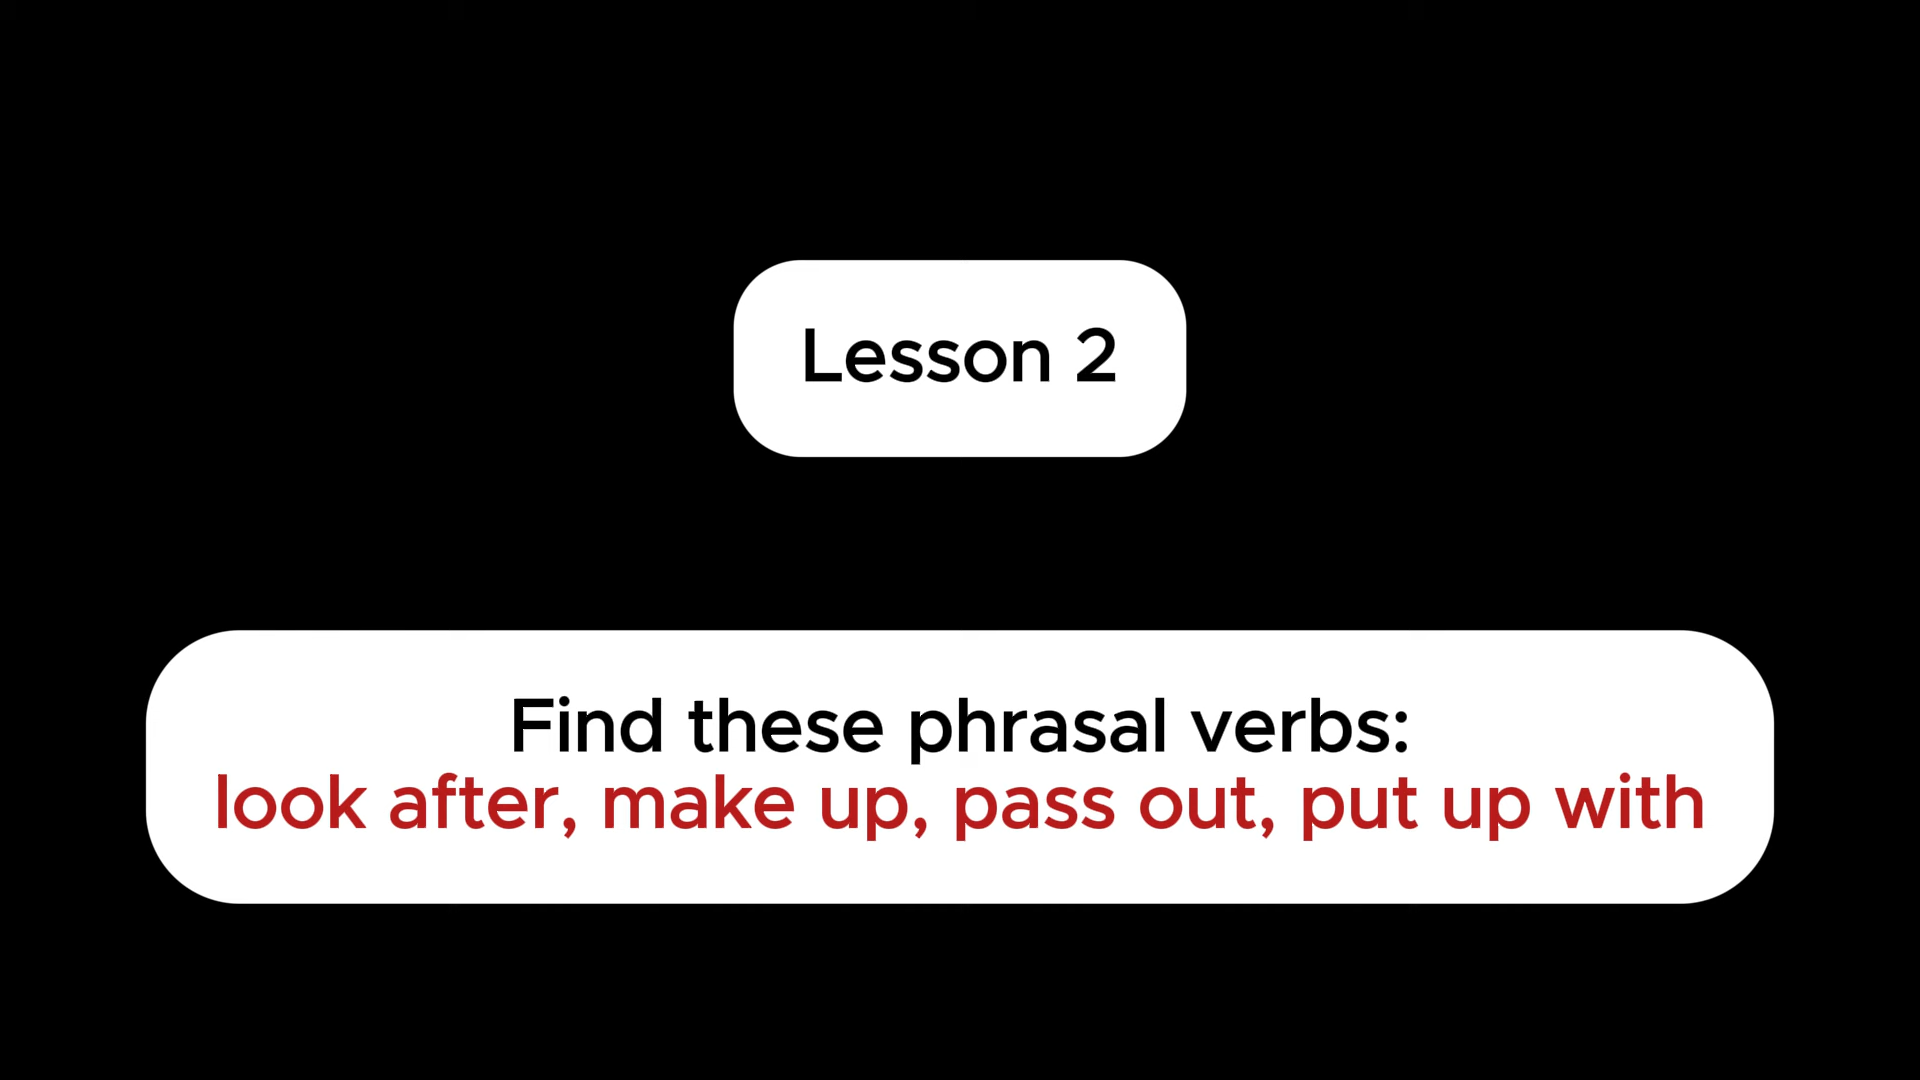 Lesson 2
Find these phrasal verbs:
look after, make up, pass out, put up with